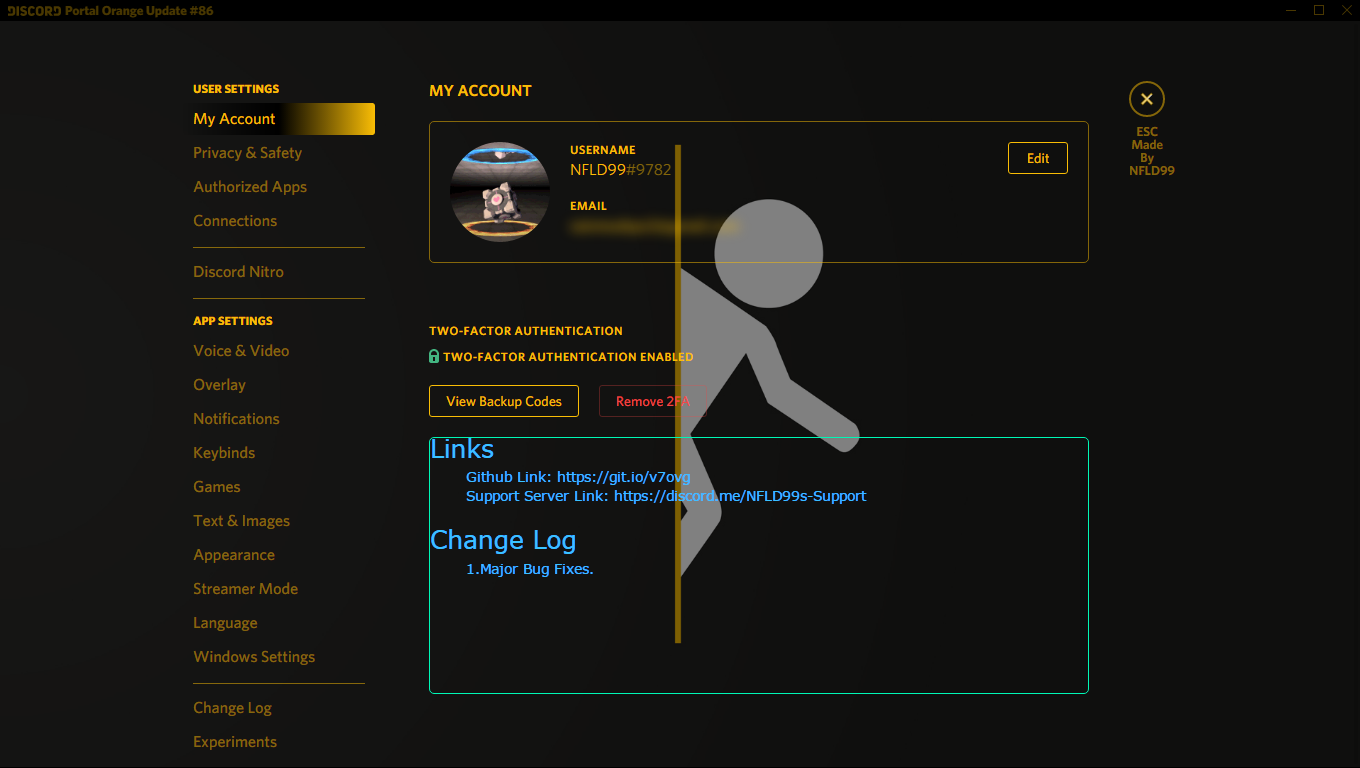 DISCORD Portal Orange Update #86
USER SETTINGS
My Account
Privacy & Safety
Authorized Apps
Connections
Discord Nitro
APP SETTINGS
Voice & Video
Overlay
Notifications
Keybinds
Games
Text & Images
Appearance
Streamer Mode
Language
Windows Settings
Change Log
Experiments
MY ACCOUNT
USERNAME
NFLD99#9782
EMAIL
Edit
TWO-FACTOR AUTHENTICATION
TWO-FACTOR AUTHENTICATION ENABLED
View Backup Codes
Remove 2FA
Links
Github Link: https://git.io/v7ovg
Support Server Link: https://discord.me/NFLD99s-Support
Change Log
1.Major Bug Fixes.
ESC
Made
By
NFLD99